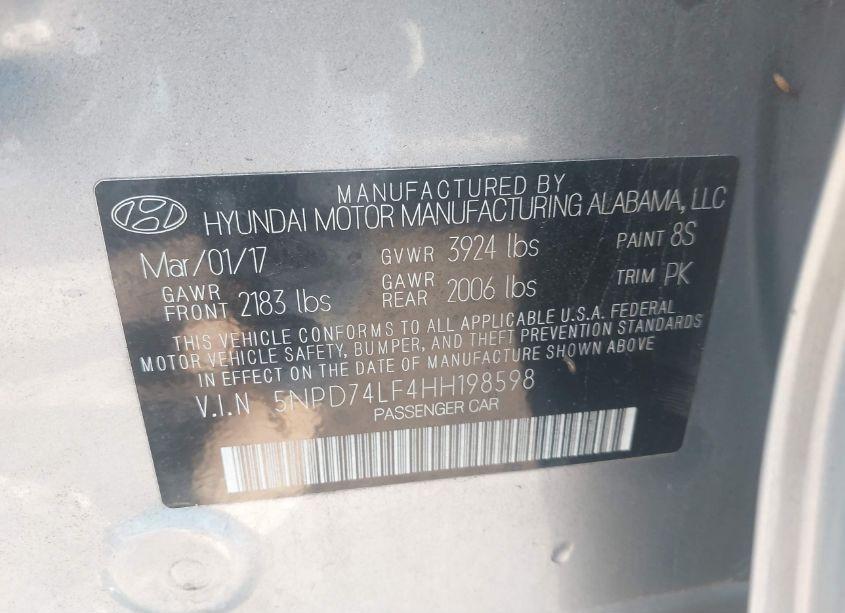 MANUFACTURED BY
HYUNDAI MOTOR MANUFACTURING ALABAMA, LLC
Mar/01/17 GVWR 3924 lbs PAINT 8S
GAWR FRONT 2183 lbs GAWR REAR 2006 lbs TRIM PK
THIS VEHICLE CONFORMS TO ALL APPLICABLE U.S.A. FEDERAL
MOTOR VEHICLE SAFETY, BUMPER, AND THEFT PREVENTION STANDARDS
IN EFFECT ON THE DATE OF MANUFACTURE SHOWN ABOVE
V.I.N 5NPD74LF4HH198598
PASSENGER CAR